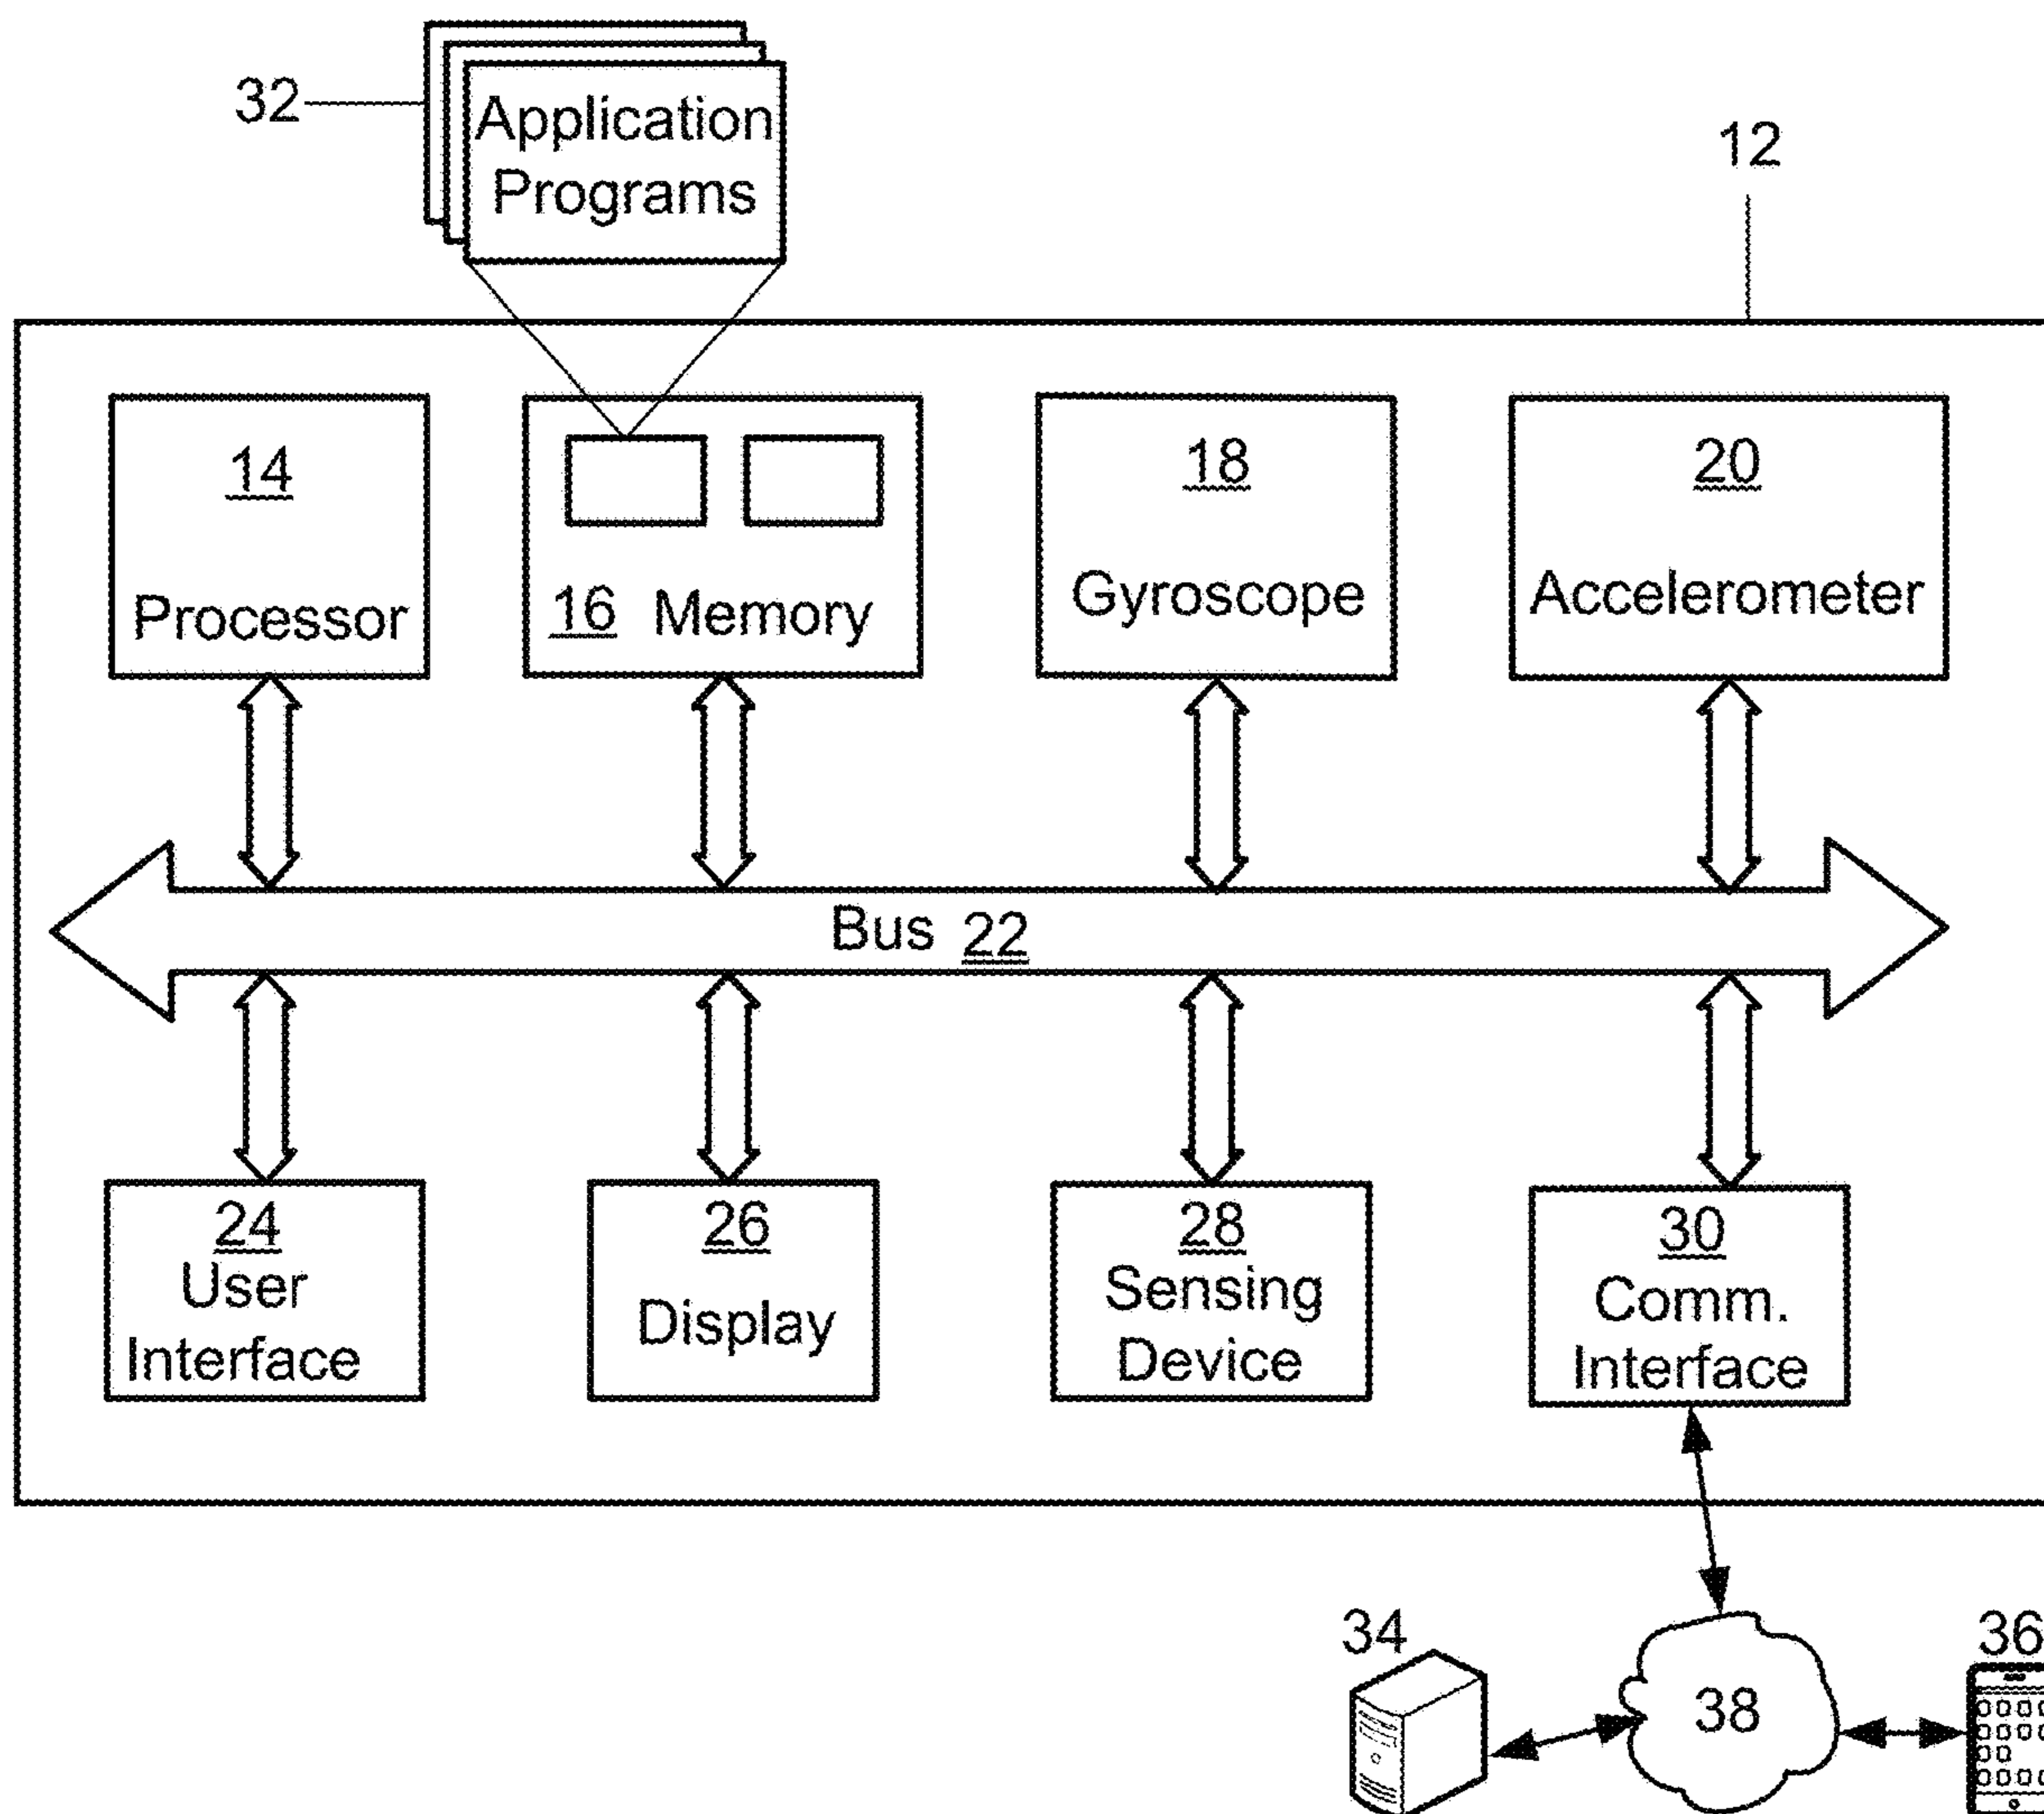 32
Application
Programs
12
14
Processor
16 Memory
18
Gyroscope
20
Accelerometer
Bus 22
24
User
Interface
26
Display
28
Sensing
Device
30
Comm.
Interface
34
38
36